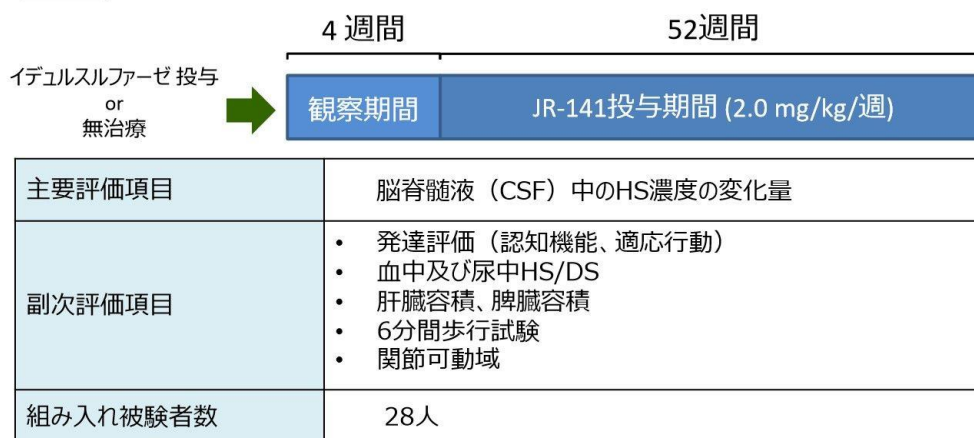 4 週間
52週間
イデュルスルファーゼ 投与
or
無治療
観察期間
JR-141投与期間 (2.0 mg/kg/週)
主要評価項目
脳脊髄液（CSF）中のHS濃度の変化量
副次評価項目
• 発達評価（認知機能、適応行動）
• 血中及び尿中HS/DS
• 肝臓容積、脾臓容積
• 6分間歩行試験
• 関節可動域
組み入れ被験者数
28人